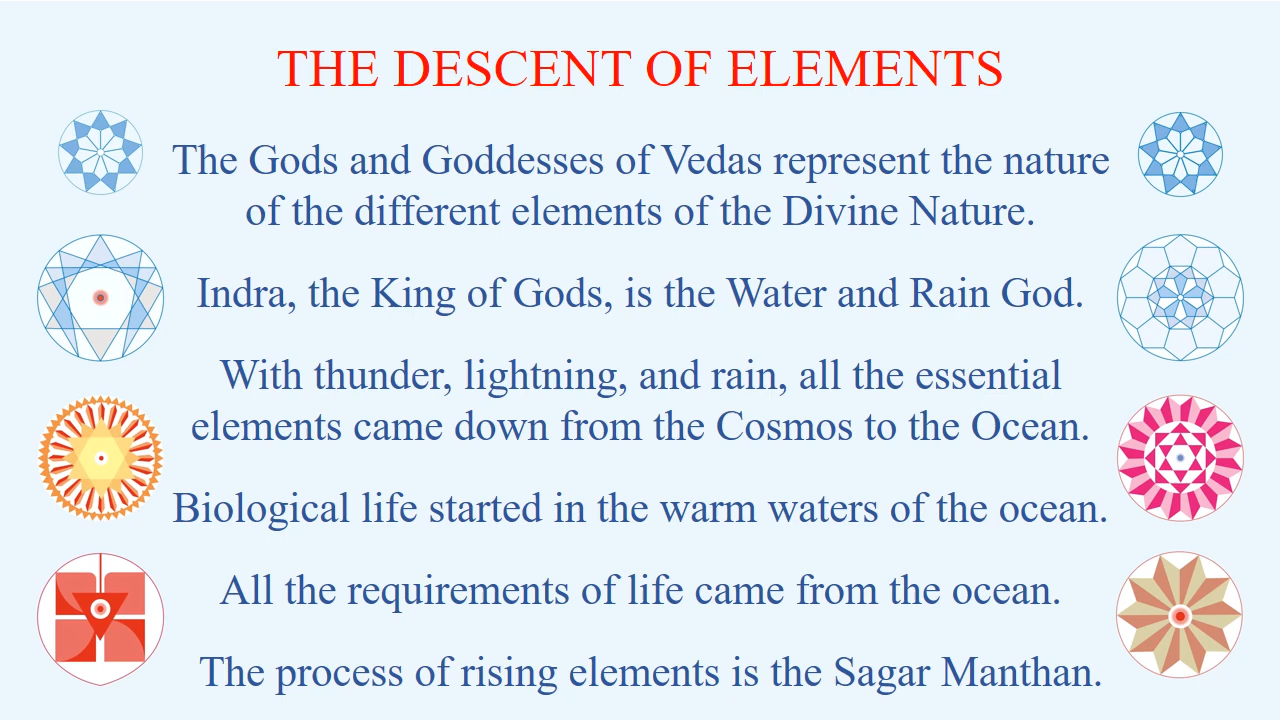 THE DESCENT OF ELEMENTS
The Gods and Goddesses of Vedas represent the nature
of the different elements of the Divine Nature.
Indra, the King of Gods, is the Water and Rain God.
With thunder, lightning, and rain, all the essential
elements came down from the Cosmos to the Ocean.
Biological life started in the warm waters of the ocean.
All the requirements of life came from the ocean.
The process of rising elements is the Sagar Manthan.